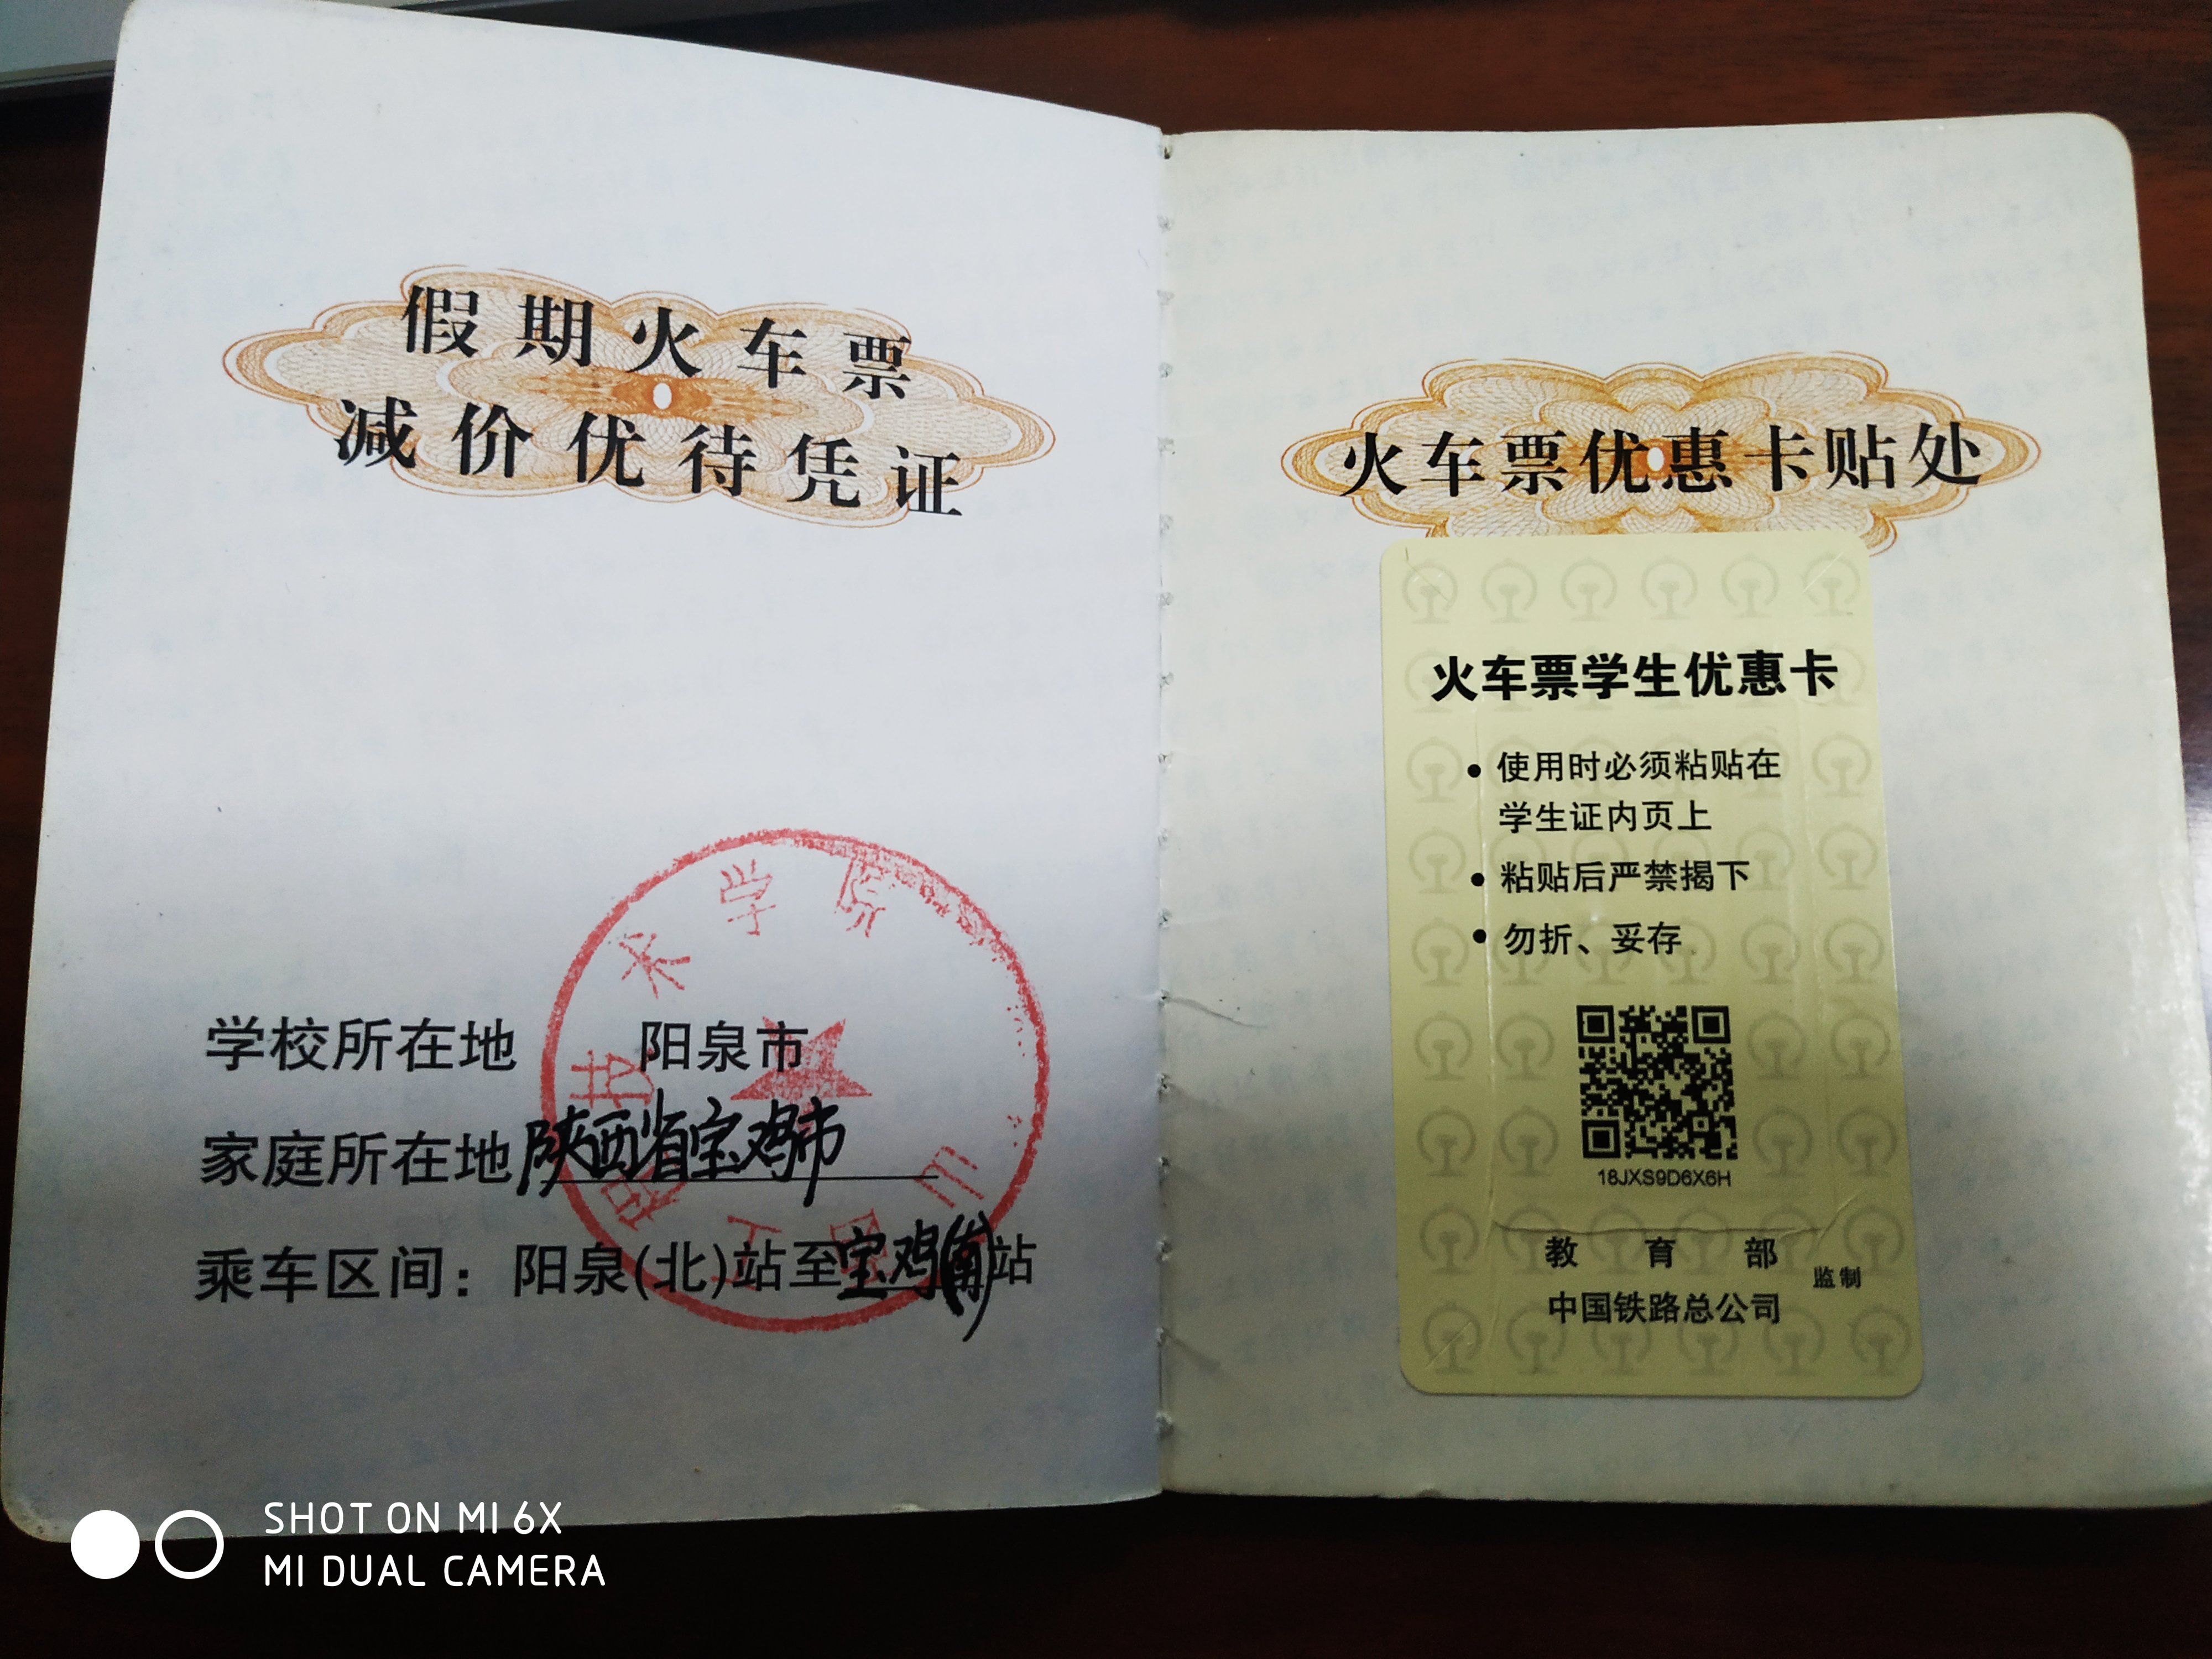 假期火车票
减价优待凭证
学校所在地 阳泉市
家庭所在地 陕西省宝鸡市
乘车区间：阳泉(北)站至宝鸡(南)站
技术学院
火车票优惠卡贴处
火车票学生优惠卡
• 使用时必须粘贴在
学生证内页上
• 粘贴后严禁揭下
• 勿折、妥存
18JXS9D6X6H
教育部
中国铁路总公司
监制
SHOT ON MI 6X
MI DUAL CAMERA